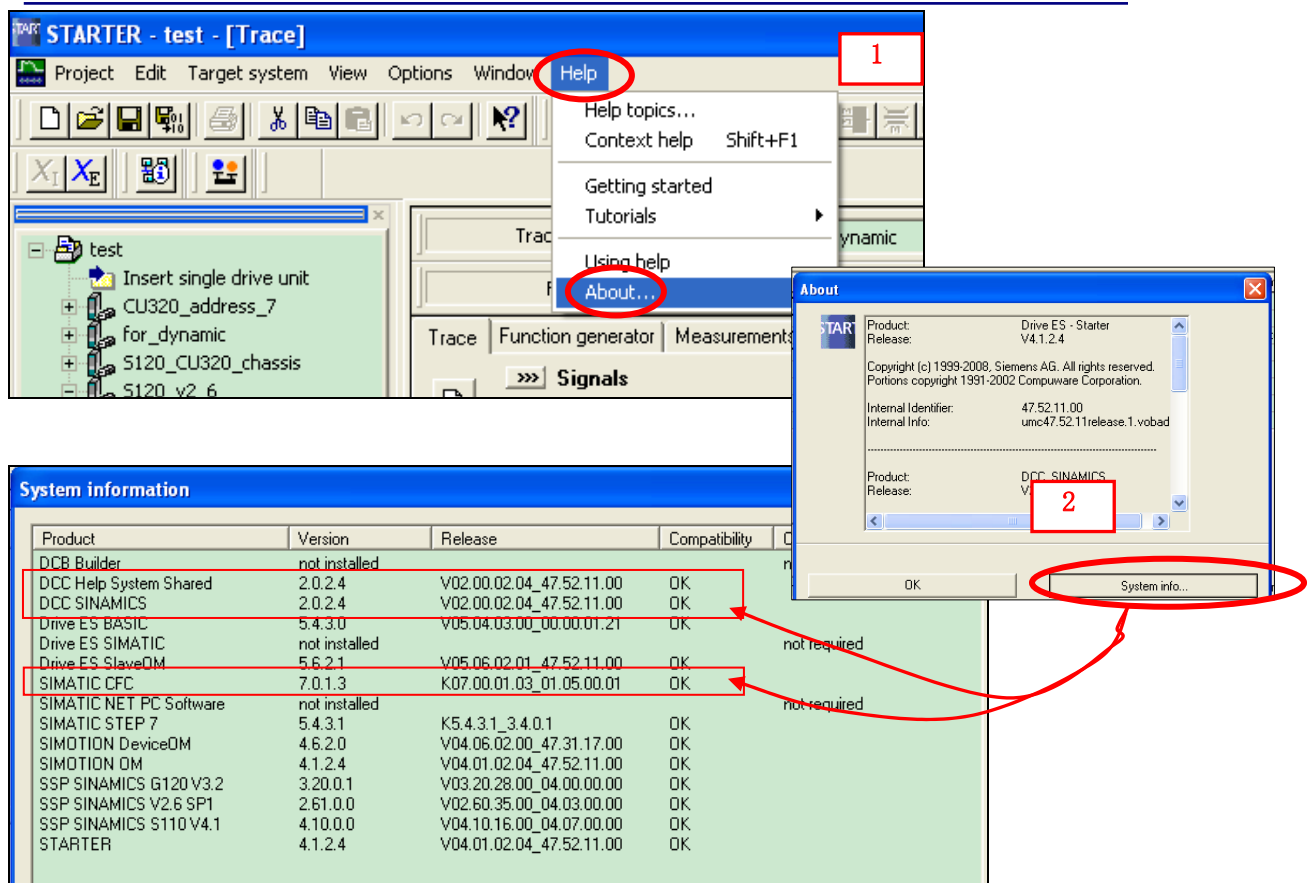 STARTER - test - [Trace]
Project Edit Target system View Options Window Help
1
Help topics...
Context help Shift+F1
Getting started
Tutorials
Using help
About...
test
Insert single drive unit
CU320_address_7
for_dynamic
S120_CU320_chassis
S120_v2_6
Trac
ynamic
F
Trace Function generator Measurements
Signals
About
START
Product: Drive ES - Starter
Release: V4.1.2.4
Copyright (c) 1999-2008, Siemens AG. All rights reserved.
Portions copyright 1991-2002 Compuware Corporation.
Internal Identifier: 47.52.11.00
Internal Info: umc47.52.11release.1.vobad
Product: DCC_SINAMICS
Release:
2
OK System info...
System information
Product Version Release Compatibility
DCB Builder not installed
DCC Help System Shared 2.0.2.4 V02.00.02.04_47.52.11.00 OK
DCC SINAMICS 2.0.2.4 V02.00.02.04_47.52.11.00 OK
Drive ES BASIC 5.4.3.0 V05.04.03.00_00.00.01.21 OK
Drive ES SIMATIC not installed not required
Drive ES SlaveOM 5.6.2.1 V05.06.02.01_47.52.11.00 OK
SIMATIC CFC 7.0.1.3 K07.00.01.03_01.05.00.01 OK
SIMATIC NET PC Software not installed not required
SIMATIC STEP 7 5.4.3.1 K5.4.3.1_3.4.0.1 OK
SIMOTION DeviceOM 4.6.2.0 V04.06.02.00_47.31.17.00 OK
SIMOTION OM 4.1.2.4 V04.01.02.04_47.52.11.00 OK
SSP SINAMICS G120 V3.2 3.20.0.1 V03.20.28.00_04.00.00.00 OK
SSP SINAMICS V2.6 SP1 2.61.0.0 V02.60.35.00_04.03.00.00 OK
SSP SINAMICS S110 V4.1 4.10.0.0 V04.10.16.00_04.07.00.00 OK
STARTER 4.1.2.4 V04.01.02.04_47.52.11.00 OK